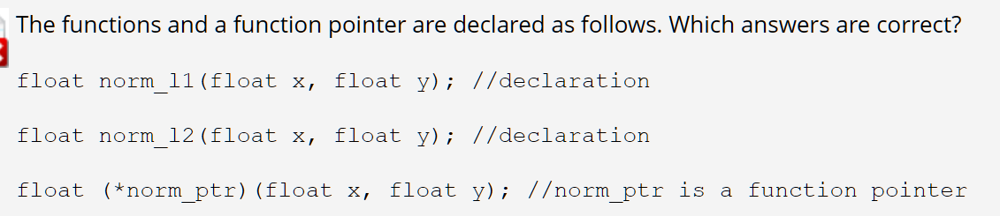 The functions and a function pointer are declared as follows. Which answers are correct?
float norm_l1(float x, float y); //declaration
float norm_l2(float x, float y); //declaration
float (*norm_ptr)(float x, float y); //norm_ptr is a function pointer